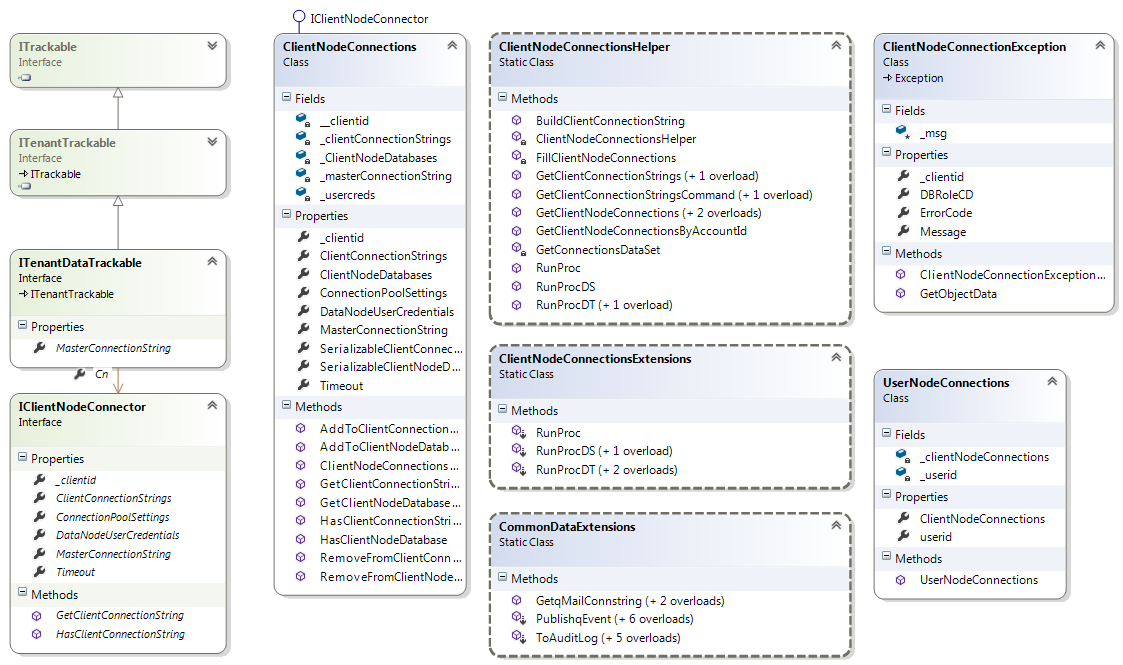 ITrackable
Interface
ITenantTrackable
Interface
ITrackable
ITenantDataTrackable
Interface
ITenantTrackable
Properties
MasterConnectionString
Cn
IClientNodeConnector
Interface
Properties
_clientid
ClientConnectionStrings
ConnectionPoolSettings
DataNodeUserCredentials
MasterConnectionString
Timeout
Methods
GetClientConnectionString
HasClientConnectionString
IClientNodeConnector
ClientNodeConnections
Class
Fields
__clientid
_clientConnectionStrings
_ClientNodeDatabases
_masterConnectionString
_usercreds
Properties
_clientid
ClientConnectionStrings
ClientNodeDatabases
ConnectionPoolSettings
DataNodeUserCredentials
MasterConnectionString
SerializableClientConnec...
SerializableClientNodeD...
Timeout
Methods
AddToClientConnection...
AddToClientNodeDatab...
ClientNodeConnections...
GetClientConnectionStri...
GetClientNodeDatabase...
HasClientConnectionStri...
HasClientNodeDatabase
RemoveFromClientConn...
RemoveFromClientNode...
ClientNodeConnectionsHelper
Static Class
Methods
BuildClientConnectionString
ClientNodeConnectionsHelper
FillClientNodeConnections
GetClientConnectionStrings (+ 1 overload)
GetClientConnectionStringsCommand (+ 1 overload)
GetClientNodeConnections (+ 2 overloads)
GetClientNodeConnectionsByAccountId
GetConnectionsDataSet
RunProc
RunProcDS
RunProcDT (+ 1 overload)
ClientNodeConnectionsExtensions
Static Class
Methods
RunProc
RunProcDS (+ 1 overload)
RunProcDT (+ 2 overloads)
CommonDataExtensions
Static Class
Methods
GetqMailConnstring (+ 2 overloads)
PublishqEvent (+ 6 overloads)
ToAuditLog (+ 5 overloads)
ClientNodeConnectionException
Class
Exception
Fields
_msg
Properties
_clientid
DBRoleCD
ErrorCode
Message
Methods
ClientNodeConnectionException...
GetObjectData
UserNodeConnections
Class
Fields
_clientNodeConnections
_userid
Properties
ClientNodeConnections
userid
Methods
UserNodeConnections